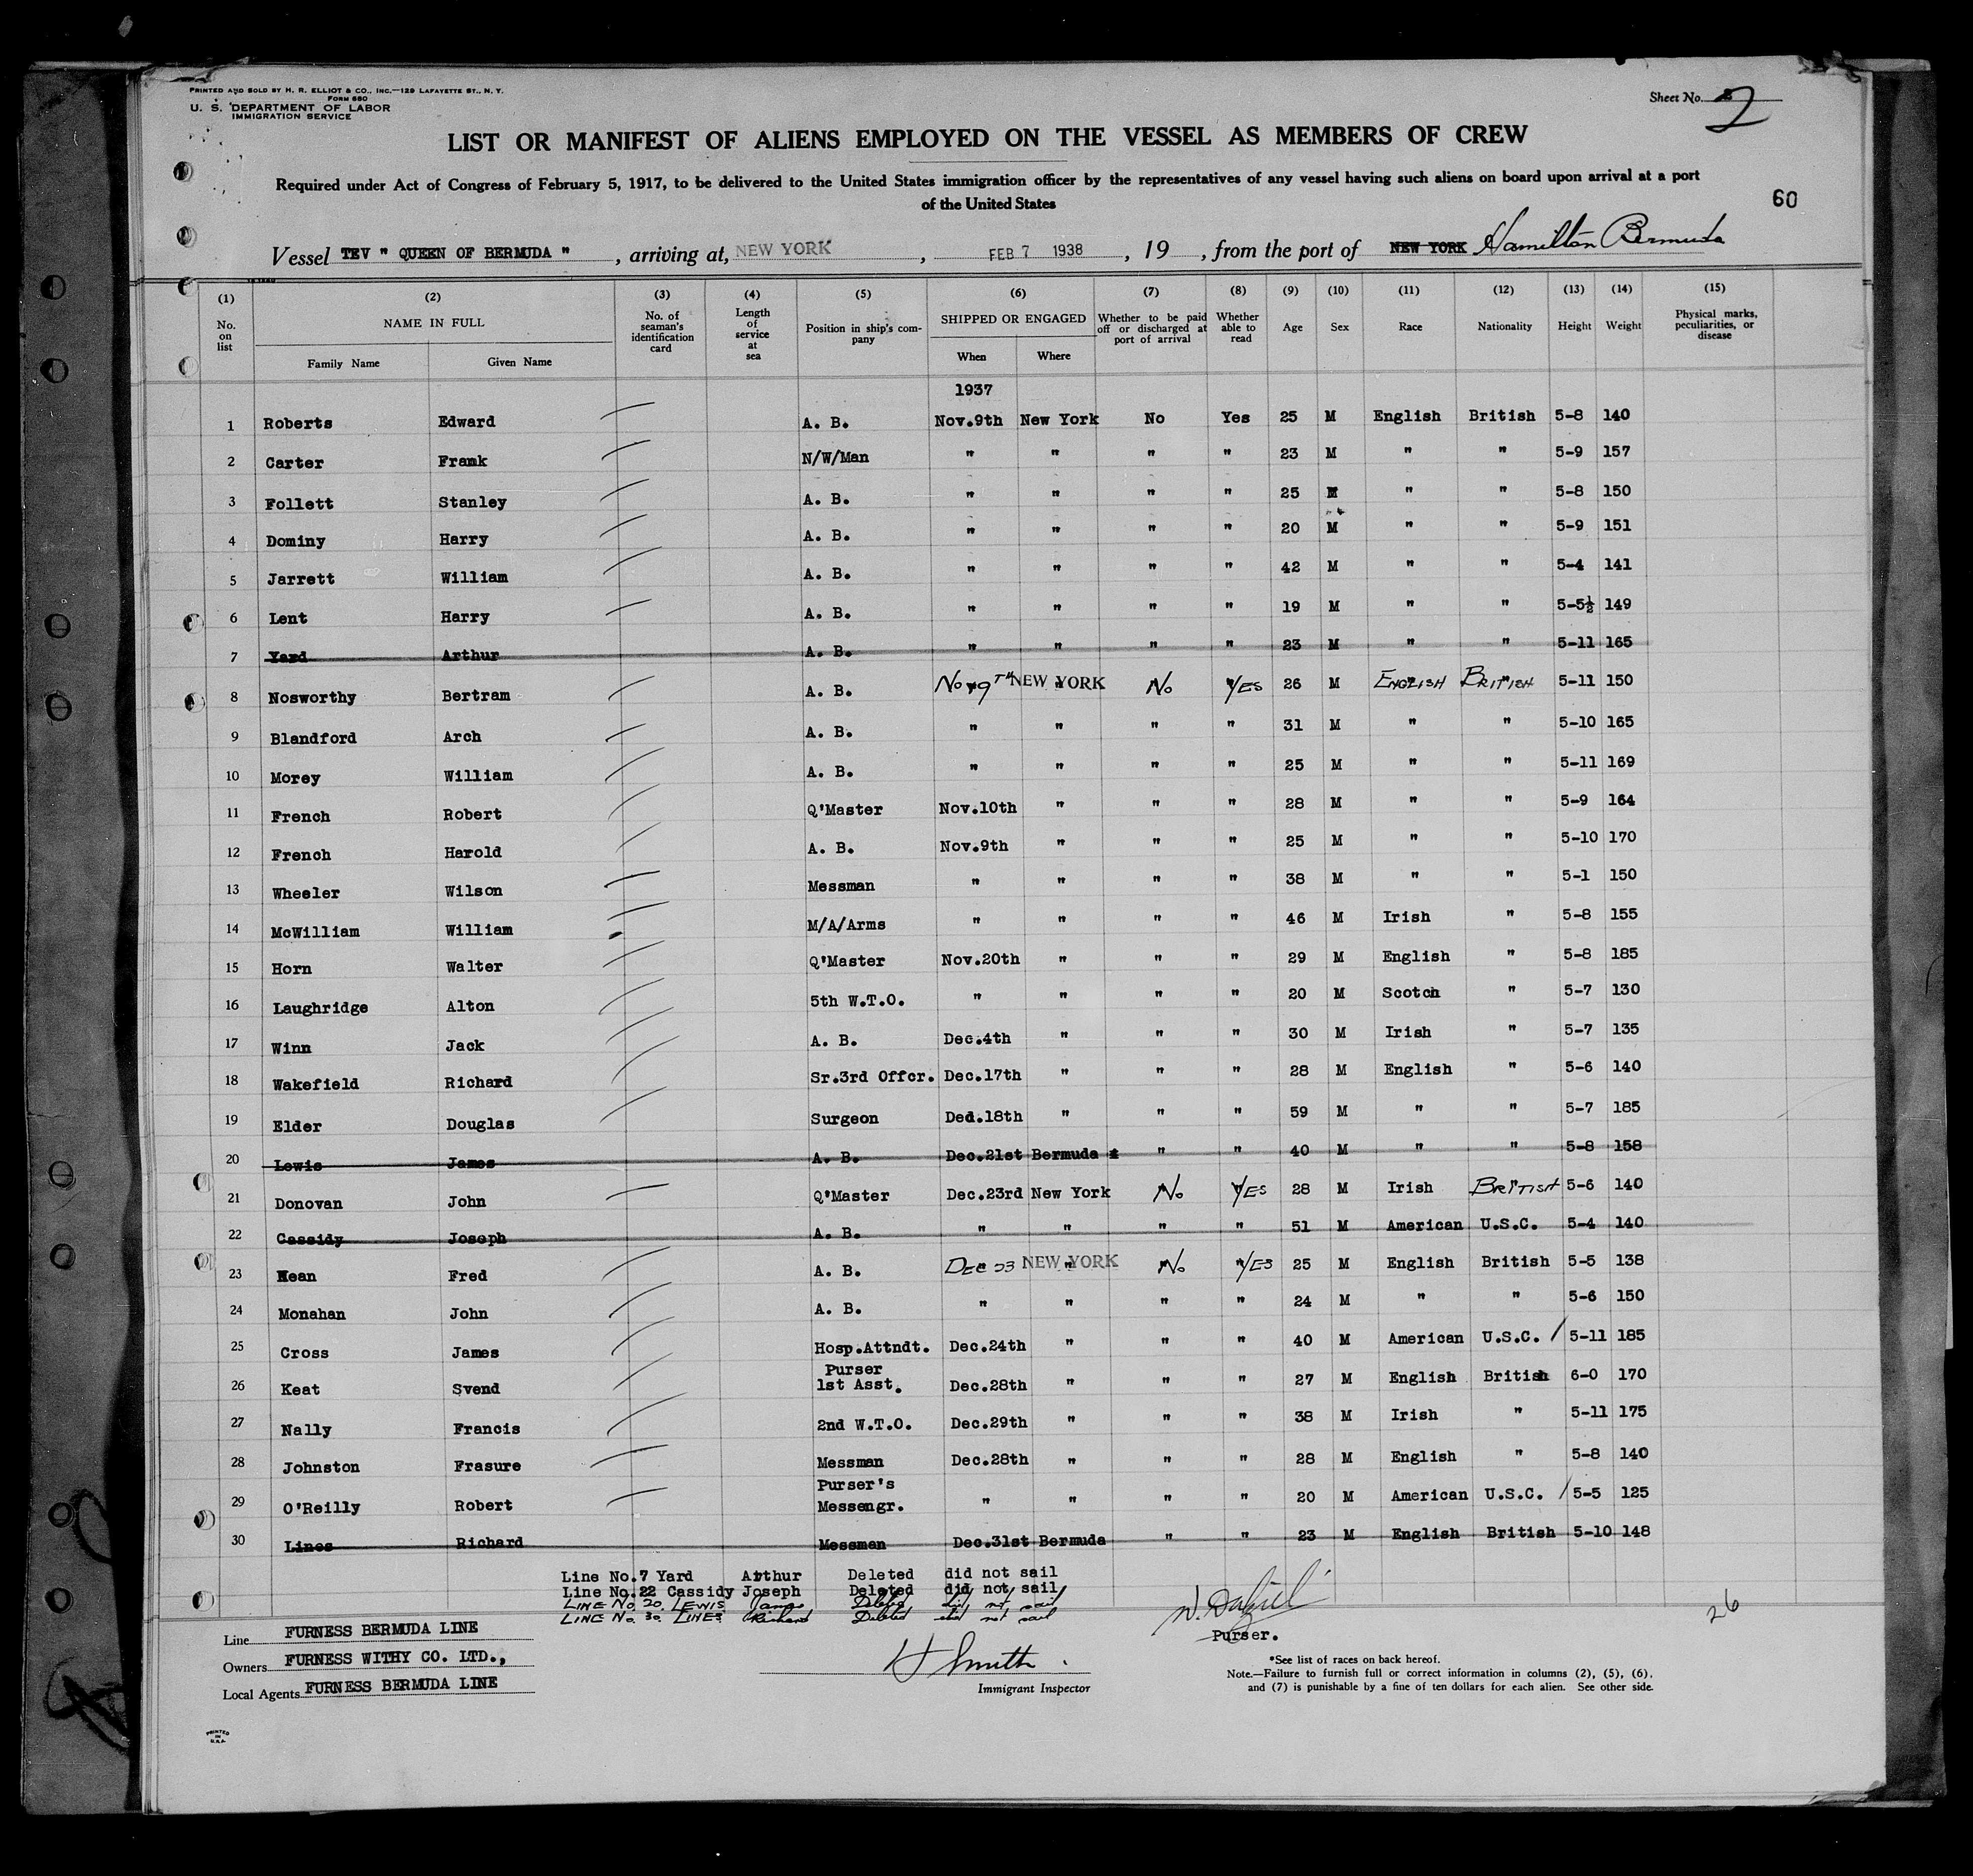 PRINTED AND SOLD BY H. R. ELLIOT & CO., INC.—129 LAFAYETTE ST., N. Y.
FORM 680
U. S. DEPARTMENT OF LABOR
IMMIGRATION SERVICE
Sheet No. 2
LIST OR MANIFEST OF ALIENS EMPLOYED ON THE VESSEL AS MEMBERS OF CREW
Required under Act of Congress of February 5, 1917, to be delivered to the United States immigration officer by the representatives of any vessel having such aliens on board upon arrival at a port
of the United States
60
Vessel TEV " QUEEN OF BERMUDA " , arriving at, NEW YORK , FEB 7 1938 , 19 , from the port of NEW YORK Hamilton Bermuda
(1) (2) (3) (4) (5) (6) (7) (8) (9) (10) (11) (12) (13) (14) (15)
No. on list NAME IN FULL Family Name Given Name No. of seaman's identification card Length of service at sea Position in ship's company SHIPPED OR ENGAGED When Where Whether to be paid off or discharged at port of arrival Whether able to read Age Sex Race Nationality Height Weight Physical marks, peculiarities, or disease
1937
1 Roberts Edward A. B. Nov.9th New York No Yes 25 M English British 5-8 140
2 Carter Frank N/W/Man " " " " 23 M " " 5-9 157
3 Follett Stanley A. B. " " " " 25 M " " 5-8 150
4 Dominy Harry A. B. " " " " 20 M " " 5-9 151
5 Jarrett William A. B. " " " " 42 M " " 5-4 141
6 Lent Harry A. B. " " " " 19 M " " 5-5½ 149
7 Yard Arthur A. B. " " " " 23 M " " 5-11 165
8 Nosworthy Bertram A. B. Nov 9TH NEW YORK No YES 26 M ENGLISH BRITISH 5-11 150
9 Blandford Arch A. B. " " " " 31 M " " 5-10 165
10 Morey William A. B. " " " " 25 M " " 5-11 169
11 French Robert Q'Master Nov.10th " " " 28 M " " 5-9 164
12 French Harold A. B. Nov.9th " " " 25 M " " 5-10 170
13 Wheeler Wilson Messman " " " " 38 M " " 5-1 150
14 McWilliam William M/A/Arms " " " " 46 M Irish " 5-8 155
15 Horn Walter Q'Master Nov.20th " " " 29 M English " 5-8 185
16 Laughridge Alton 5th W.T.O. " " " " 20 M Scotch " 5-7 130
17 Winn Jack A. B. Dec.4th " " " 30 M Irish " 5-7 135
18 Wakefield Richard Sr.3rd Offcr. Dec.17th " " " 28 M English " 5-6 140
19 Elder Douglas Surgeon Ded.18th " " " 59 M " " 5-7 185
20 Lewis James A. B. Dec.21st Bermuda " " 40 M " " 5-8 158
21 Donovan John Q'Master Dec.23rd New York No YES 28 M Irish BRITISH 5-6 140
22 Cassidy Joseph A. B. " " " " 51 M American U.S.C. 5-4 140
23 Kean Fred A. B. DEC 23 NEW YORK No YES 25 M English British 5-5 138
24 Monahan John A. B. " " " " 24 M " " 5-6 150
25 Cross James Hosp.Attndt. Dec.24th " " " 40 M American U.S.C. / 5-11 185
26 Keat Svend Purser 1st Asst. Dec.28th " " " 27 M English British 6-0 170
27 Nally Francis 2nd W.T.O. Dec.29th " " " 38 M Irish " 5-11 175
28 Johnston Frasure Messman Dec.28th " " " 28 M English " 5-8 140
29 O'Reilly Robert Purser's Messengr. " " " " 20 M American U.S.C. / 5-5 125
30 Lines Richard Messman Dec.31st Bermuda " " 23 M English British 5-10 148
Line No.7 Yard Arthur Deleted did not sail
Line No.22 Cassidy Joseph Deleted did not sail
LINE No. 20. LEWIS James Deleted did not sail
LINE No. 30. LINES Richard Deleted did not sail
26
Purser.
Line FURNESS BERMUDA LINE
Owners FURNESS WITHY CO. LTD.,
Local Agents FURNESS BERMUDA LINE
H Smith
Immigrant Inspector
*See list of races on back hereof.
Note.—Failure to furnish full or correct information in columns (2), (5), (6),
and (7) is punishable by a fine of ten dollars for each alien. See other side.
PRINTED
IN
U.S.A.